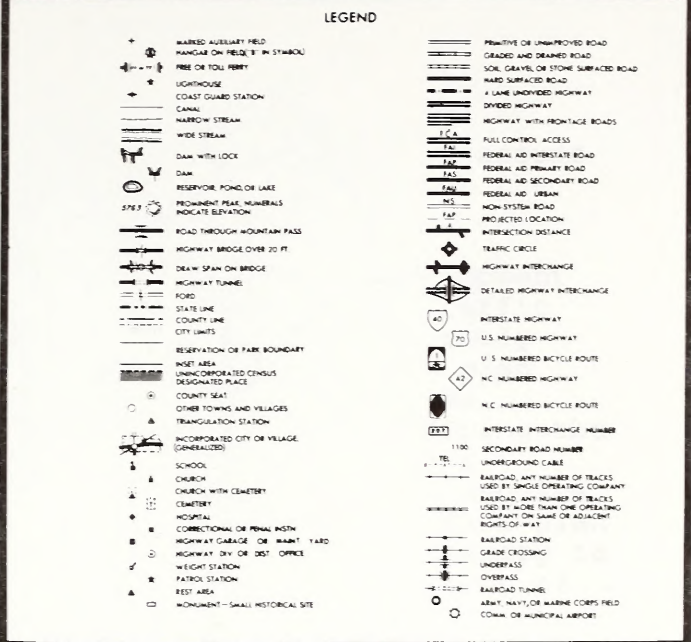 LEGEND
MARKED AUXILIARY FIELD
HANGAR ON FIELD("B" IN SYMBOL)
FREE OR TOLL FERRY
LIGHTHOUSE
COAST GUARD STATION
CANAL
NARROW STREAM
WIDE STREAM
DAM WITH LOCK
DAM
RESERVOIR, POND, OR LAKE
5763
PROMINENT PEAK, NUMERALS
INDICATE ELEVATION
ROAD THROUGH MOUNTAIN PASS
HIGHWAY BRIDGE OVER 20 FT.
DRAW SPAN ON BRIDGE
HIGHWAY TUNNEL
FORD
STATE LINE
COUNTY LINE
CITY LIMITS
RESERVATION OR PARK BOUNDARY
INSET AREA
UNINCORPORATED CENSUS
DESIGNATED PLACE
COUNTY SEAT
OTHER TOWNS AND VILLAGES
TRIANGULATION STATION
INCORPORATED CITY OR VILLAGE
(GENERALIZED)
SCHOOL
CHURCH
CHURCH WITH CEMETERY
CEMETERY
HOSPITAL
CORRECTIONAL OR PENAL INSTN
HIGHWAY GARAGE OR MAINT YARD
HIGHWAY DIV OR DIST OFFICE
WEIGHT STATION
PATROL STATION
REST AREA
MONUMENT—SMALL HISTORICAL SITE
PRIMITIVE OR UNIMPROVED ROAD
GRADED AND DRAINED ROAD
SOIL, GRAVEL OR STONE SURFACED ROAD
HARD SURFACED ROAD
4 LANE UNDIVIDED HIGHWAY
DIVIDED HIGHWAY
HIGHWAY WITH FRONTAGE ROADS
F C A
FULL CONTROL ACCESS
FAI
FEDERAL AID INTERSTATE ROAD
FAP
FEDERAL AID PRIMARY ROAD
FAS
FEDERAL AID SECONDARY ROAD
FAU
FEDERAL AID URBAN
NS
NON-SYSTEM ROAD
FAP
PROJECTED LOCATION
INTERSECTION DISTANCE
TRAFFIC CIRCLE
HIGHWAY INTERCHANGE
DETAILED HIGHWAY INTERCHANGE
40
INTERSTATE HIGHWAY
70
U.S. NUMBERED HIGHWAY
1
U S NUMBERED BICYCLE ROUTE
62
NC NUMBERED HIGHWAY
N C NUMBERED BICYCLE ROUTE
INTERSTATE INTERCHANGE NUMBER
1100
SECONDARY ROAD NUMBER
TEL
UNDERGROUND CABLE
RAILROAD, ANY NUMBER OF TRACKS
USED BY SINGLE OPERATING COMPANY
RAILROAD, ANY NUMBER OF TRACKS
USED BY MORE THAN ONE OPERATING
COMPANY ON SAME OR ADJACENT
RIGHTS-OF-WAY
RAILROAD STATION
GRADE CROSSING
UNDERPASS
OVERPASS
RAILROAD TUNNEL
ARMY, NAVY, OR MARINE CORPS FIELD
COMM. OR MUNICIPAL AIRPORT